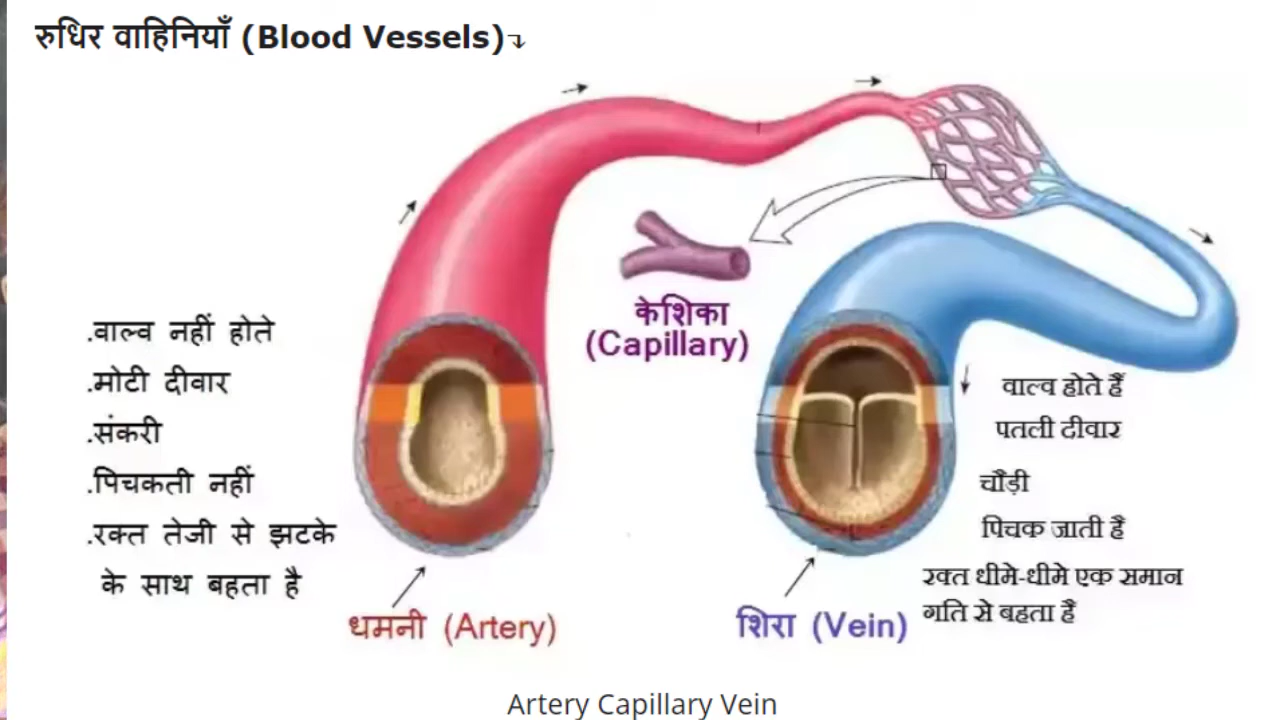 रुधिर वाहिनियाँ (Blood Vessels)⤵
केशिका
(Capillary)
.वाल्व नहीं होते
.मोटी दीवार
.संकरी
.पिचकती नहीं
.रक्त तेजी से झटके
के साथ बहता है
धमनी (Artery)
वाल्व होते हैं
पतली दीवार
चौड़ी
पिचक जाती है
रक्त धीमे-धीमे एक समान
गति से बहता है
शिरा (Vein)
Artery Capillary Vein